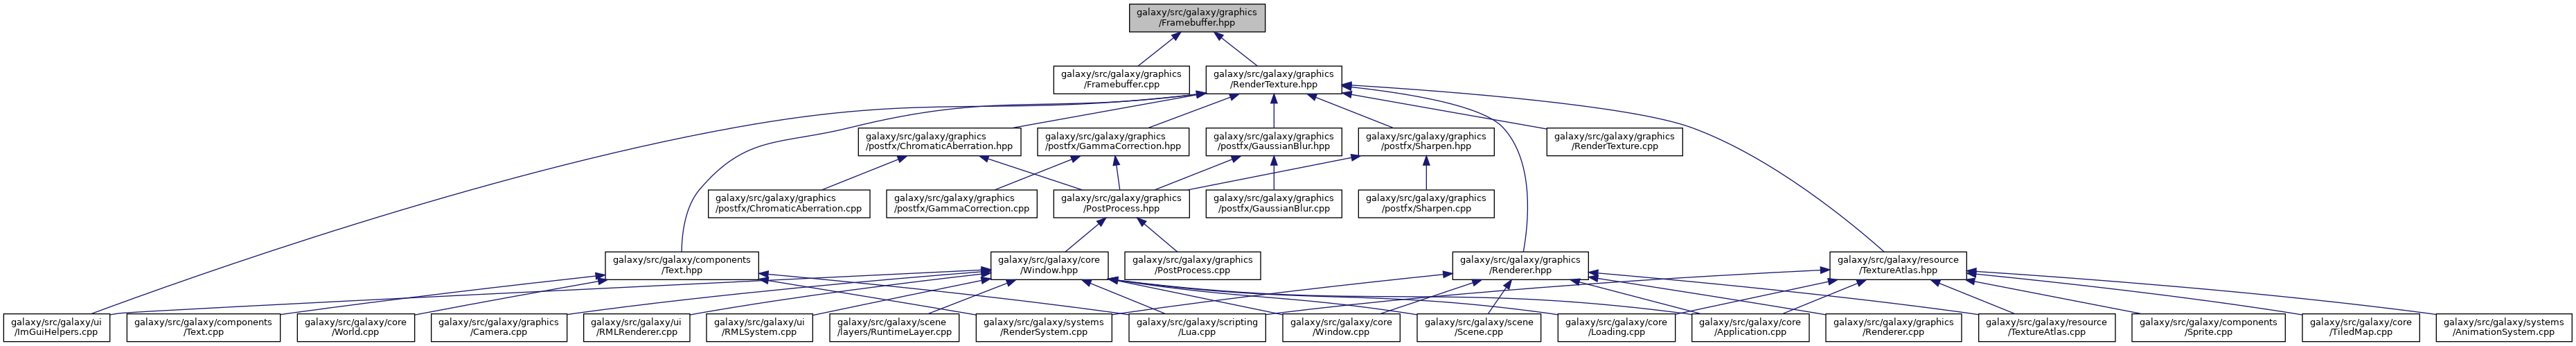 galaxy/src/galaxy/graphics
/Framebuffer.hpp
galaxy/src/galaxy/graphics
/Framebuffer.cpp
galaxy/src/galaxy/graphics
/RenderTexture.hpp
galaxy/src/galaxy/graphics
/postfx/ChromaticAberration.hpp
galaxy/src/galaxy/graphics
/postfx/GammaCorrection.hpp
galaxy/src/galaxy/graphics
/postfx/GaussianBlur.hpp
galaxy/src/galaxy/graphics
/postfx/Sharpen.hpp
galaxy/src/galaxy/graphics
/RenderTexture.cpp
galaxy/src/galaxy/graphics
/postfx/ChromaticAberration.cpp
galaxy/src/galaxy/graphics
/postfx/GammaCorrection.cpp
galaxy/src/galaxy/graphics
/PostProcess.hpp
galaxy/src/galaxy/graphics
/postfx/GaussianBlur.cpp
galaxy/src/galaxy/graphics
/postfx/Sharpen.cpp
galaxy/src/galaxy/components
/Text.hpp
galaxy/src/galaxy/core
/Window.hpp
galaxy/src/galaxy/graphics
/PostProcess.cpp
galaxy/src/galaxy/graphics
/Renderer.hpp
galaxy/src/galaxy/resource
/TextureAtlas.hpp
galaxy/src/galaxy/ui
/ImGuiHelpers.cpp
galaxy/src/galaxy/components
/Text.cpp
galaxy/src/galaxy/core
/World.cpp
galaxy/src/galaxy/graphics
/Camera.cpp
galaxy/src/galaxy/ui
/RMLRenderer.cpp
galaxy/src/galaxy/ui
/RMLSystem.cpp
galaxy/src/galaxy/scene
/layers/RuntimeLayer.cpp
galaxy/src/galaxy/systems
/RenderSystem.cpp
galaxy/src/galaxy/scripting
/Lua.cpp
galaxy/src/galaxy/core
/Window.cpp
galaxy/src/galaxy/scene
/Scene.cpp
galaxy/src/galaxy/core
/Loading.cpp
galaxy/src/galaxy/core
/Application.cpp
galaxy/src/galaxy/graphics
/Renderer.cpp
galaxy/src/galaxy/resource
/TextureAtlas.cpp
galaxy/src/galaxy/components
/Sprite.cpp
galaxy/src/galaxy/core
/TiledMap.cpp
galaxy/src/galaxy/systems
/AnimationSystem.cpp